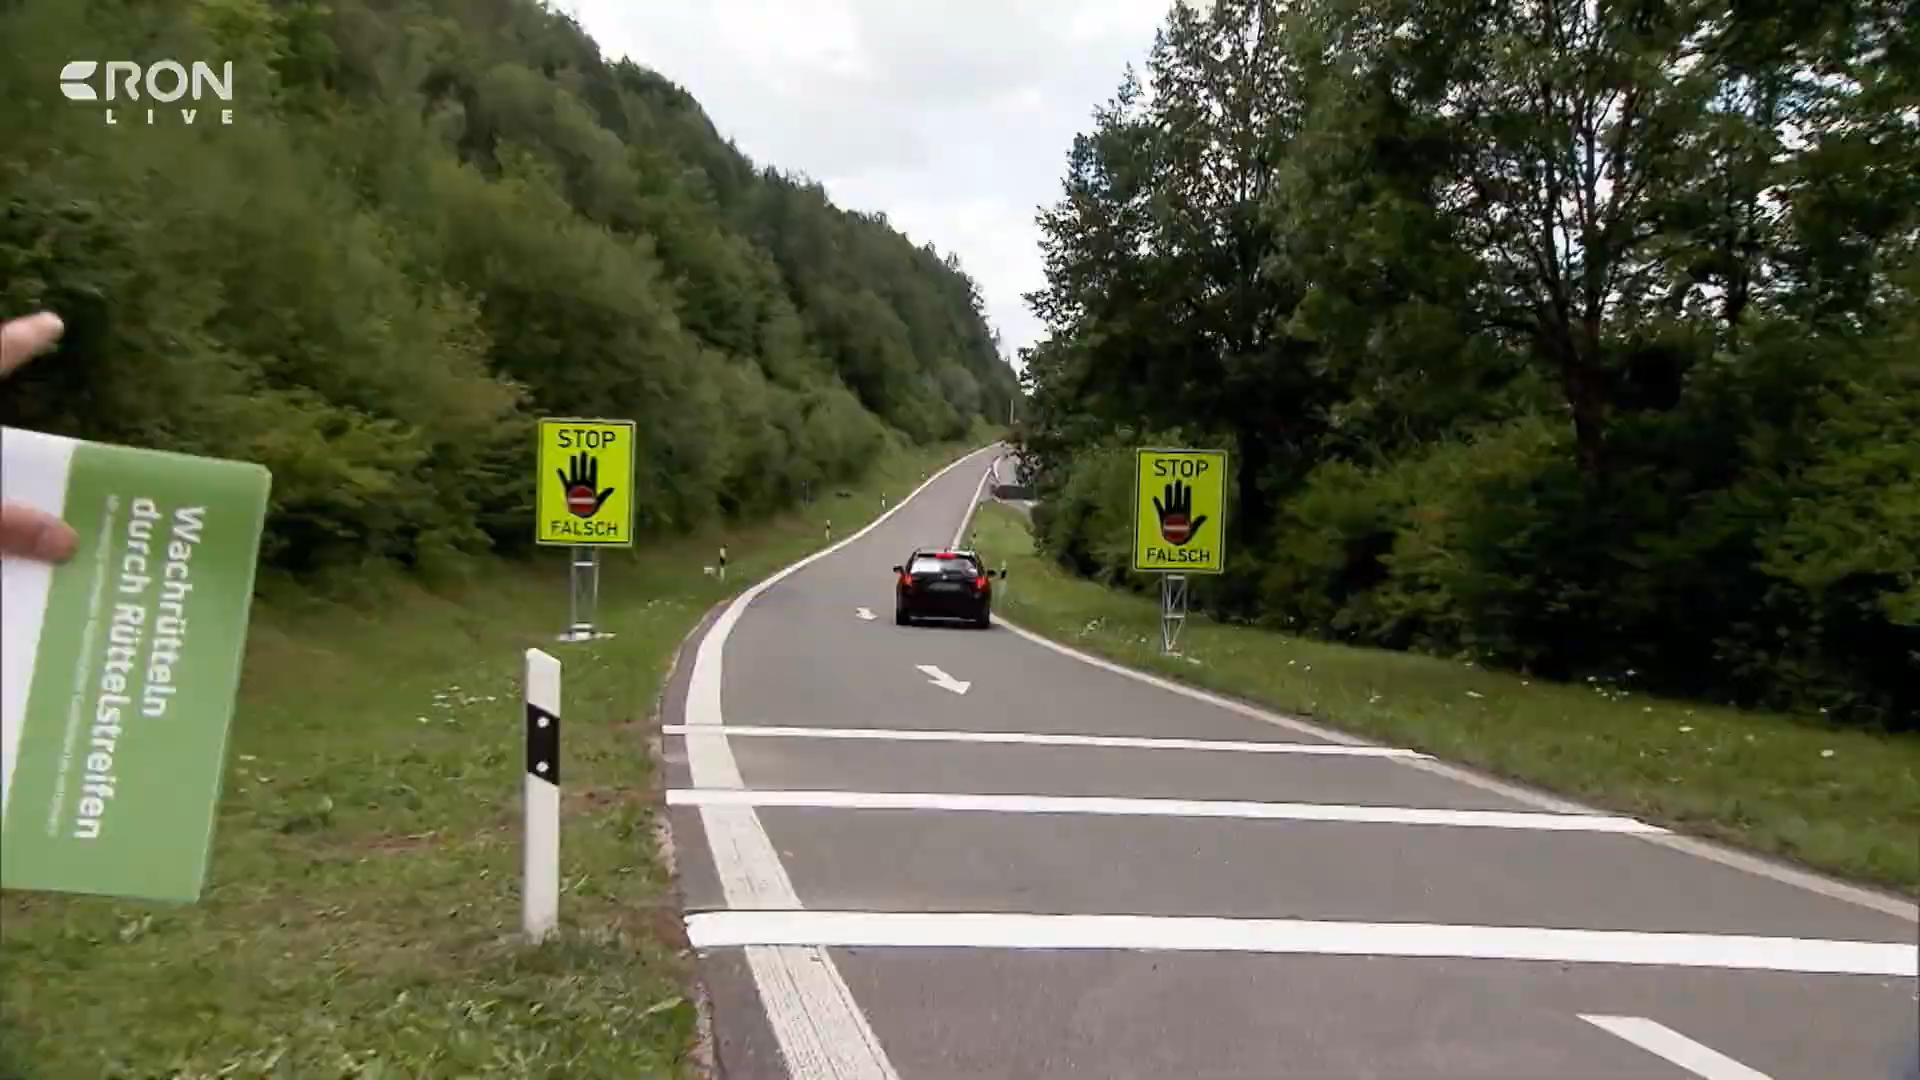 RON
LIVE
STOP
FALSCH
STOP
FALSCH
Wachrütteln
durch Rüttelstreifen